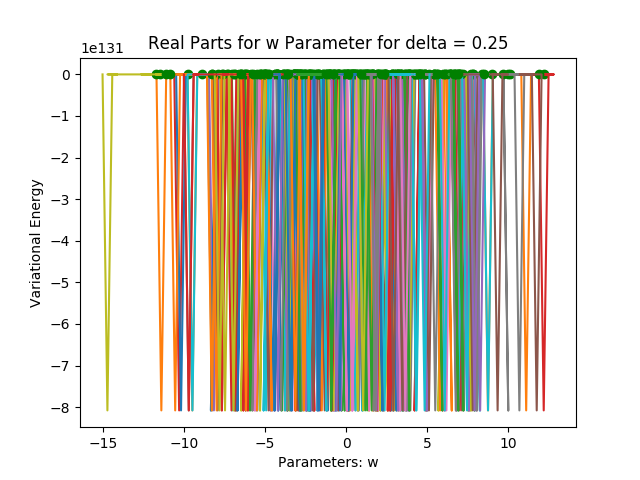 Real Parts for w Parameter for delta = 0.25
1e131
0
−1
−2
−3
−4
−5
−6
−7
−8
Variational Energy
−15 −10 −5 0 5 10
Parameters: w